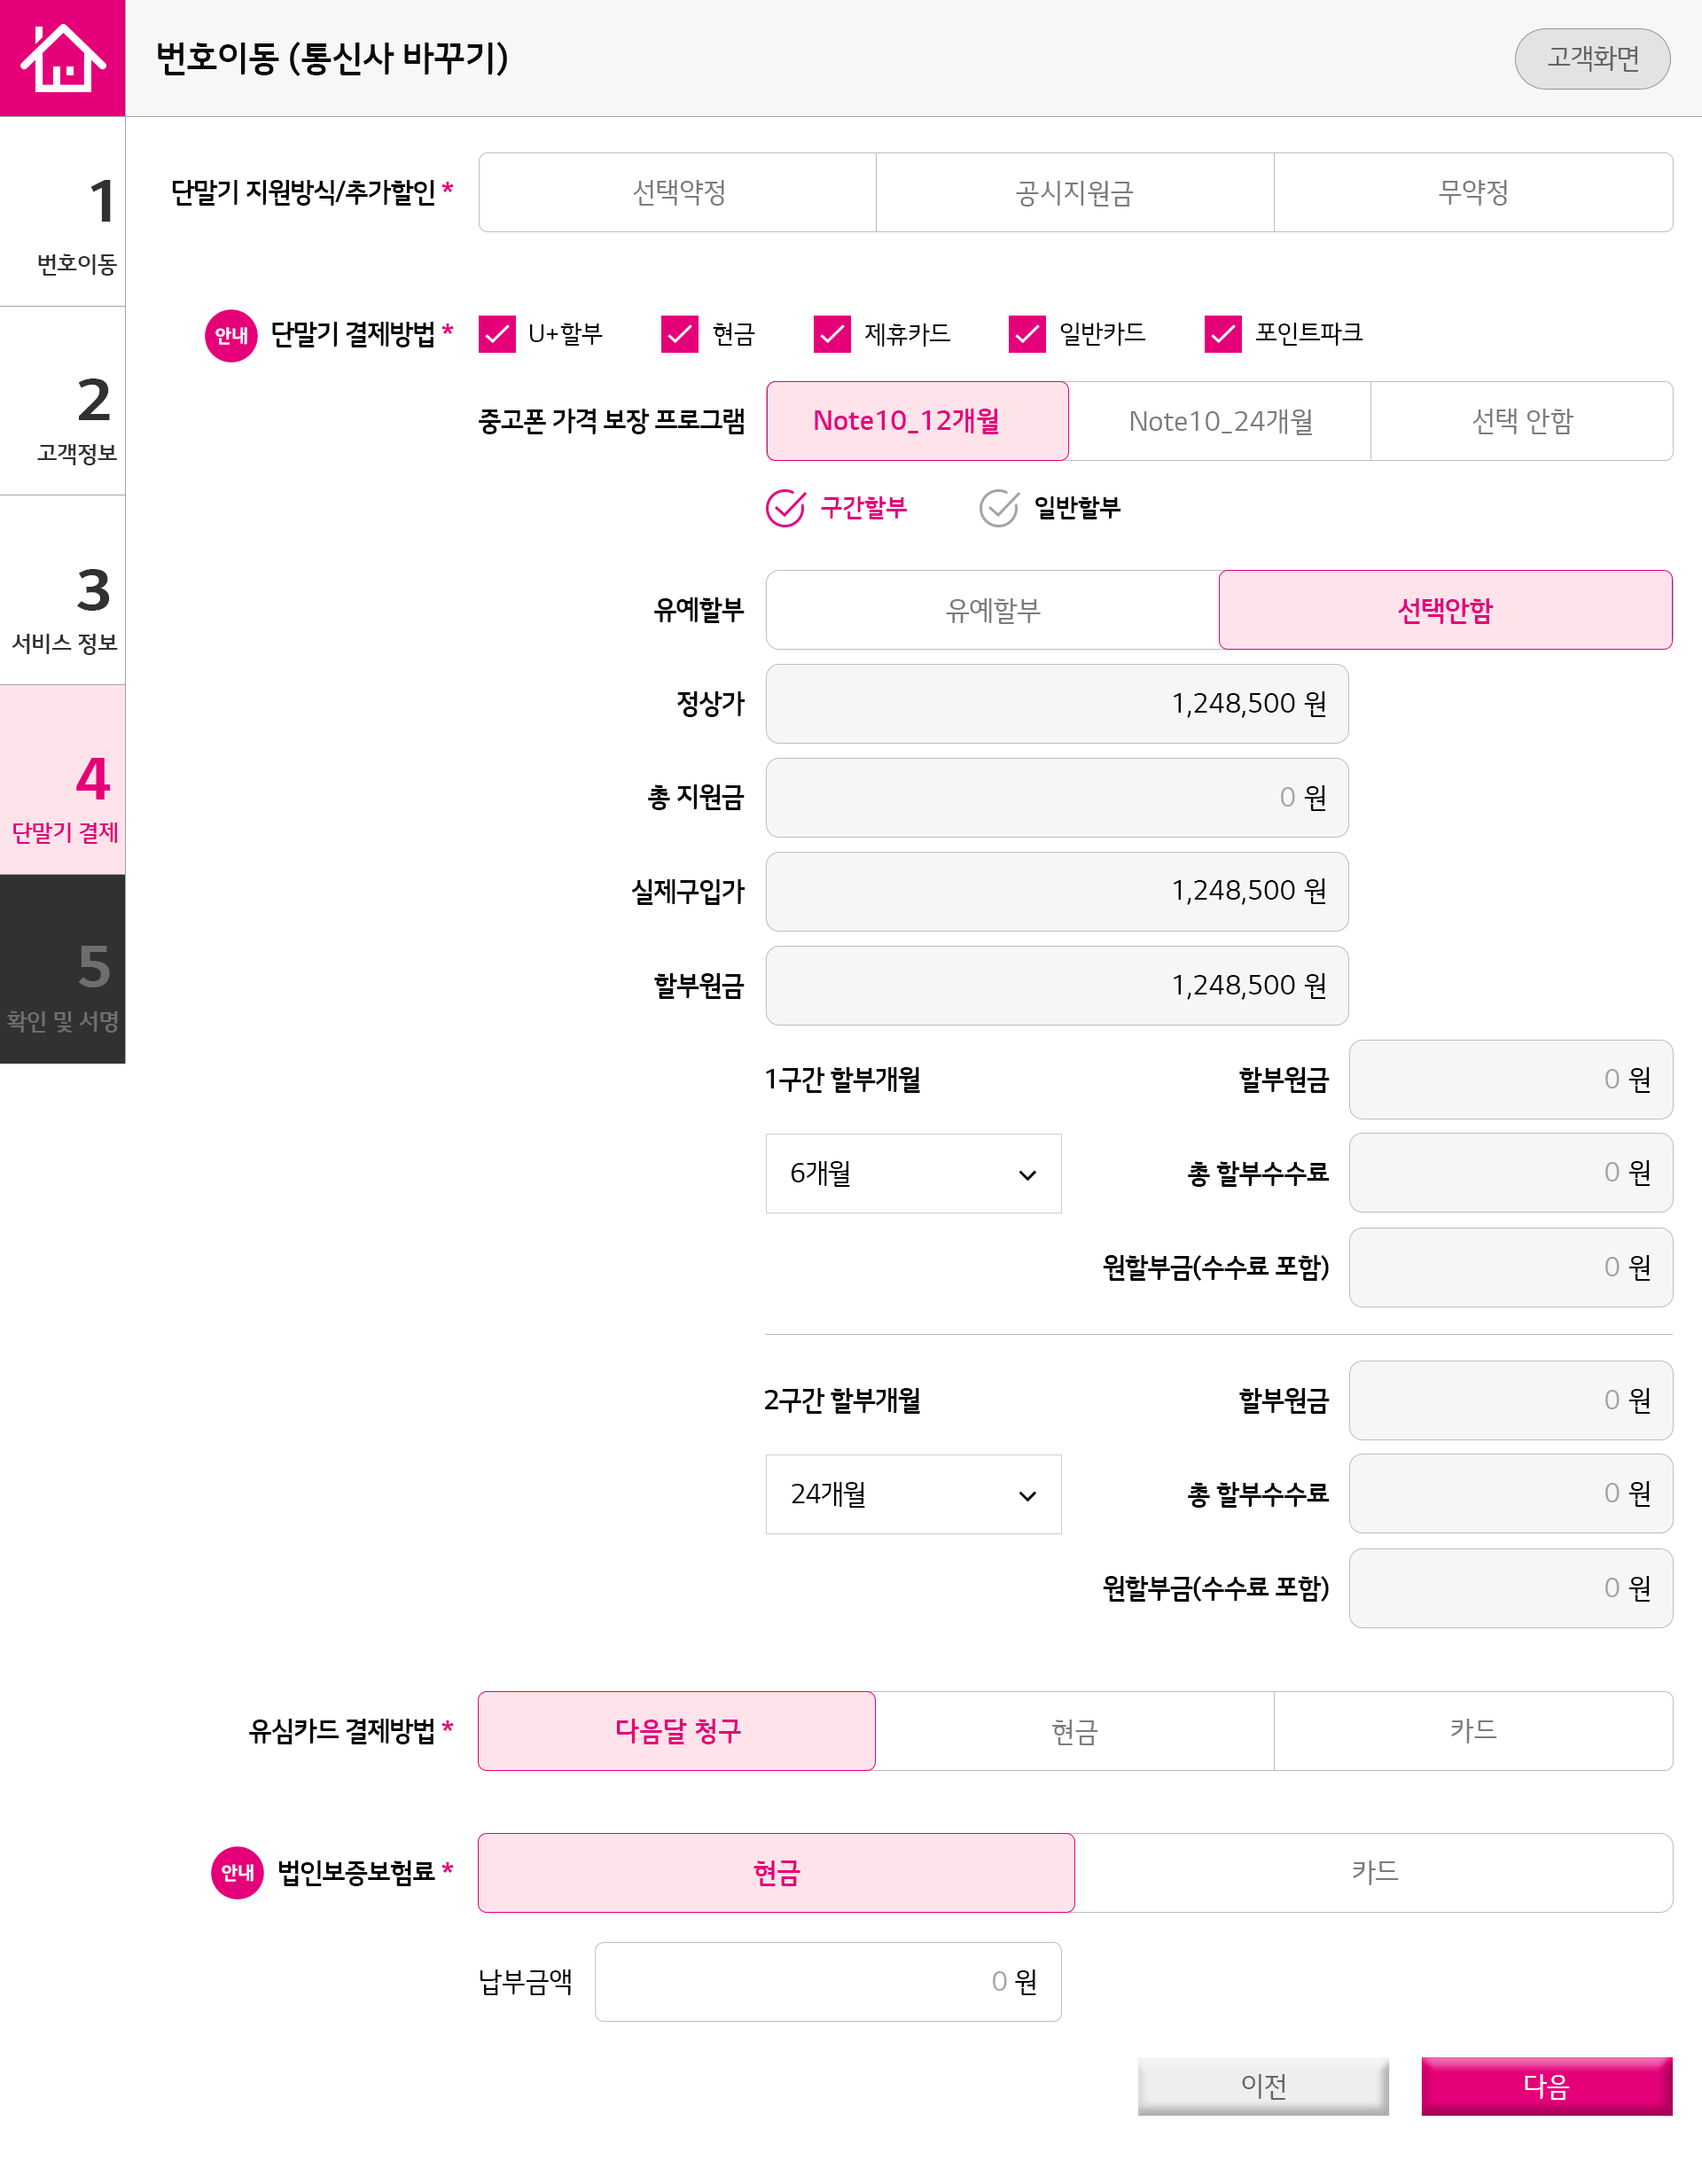 번호이동 (통신사 바꾸기)
고객화면
1
번호이동
2
고객정보
3
서비스 정보
4
단말기 결제
5
확인 및 서명
단말기 지원방식/추가할인 *
선택약정 공시지원금 무약정
안내 단말기 결제방법 * U+할부 현금 제휴카드 일반카드 포인트파크
중고폰 가격 보장 프로그램 Note10_12개월 Note10_24개월 선택 안함
구간할부 일반할부
유예할부 유예할부 선택안함
정상가 1,248,500 원
총 지원금 0 원
실제구입가 1,248,500 원
할부원금 1,248,500 원
1구간 할부개월 할부원금 0 원
6개월 총 할부수수료 0 원
원할부금(수수료 포함) 0 원
2구간 할부개월 할부원금 0 원
24개월 총 할부수수료 0 원
원할부금(수수료 포함) 0 원
유심카드 결제방법 * 다음달 청구 현금 카드
안내 법인보증보험료 * 현금 카드
납부금액 0 원
이전 다음